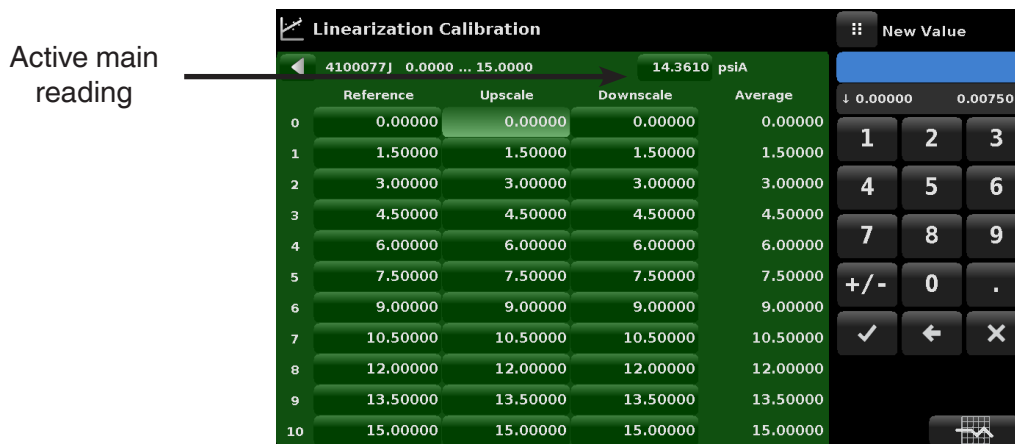 Active main
reading
Linearization Calibration
4100077J 0.0000 ... 15.0000 14.3610 psiA
Reference Upscale Downscale Average
0 0.00000 0.00000 0.00000 0.00000
1 1.50000 1.50000 1.50000 1.50000
2 3.00000 3.00000 3.00000 3.00000
3 4.50000 4.50000 4.50000 4.50000
4 6.00000 6.00000 6.00000 6.00000
5 7.50000 7.50000 7.50000 7.50000
6 9.00000 9.00000 9.00000 9.00000
7 10.50000 10.50000 10.50000 10.50000
8 12.00000 12.00000 12.00000 12.00000
9 13.50000 13.50000 13.50000 13.50000
10 15.00000 15.00000 15.00000 15.00000
New Value
↓ 0.00000 0.00750
1 2 3
4 5 6
7 8 9
+/- 0 .